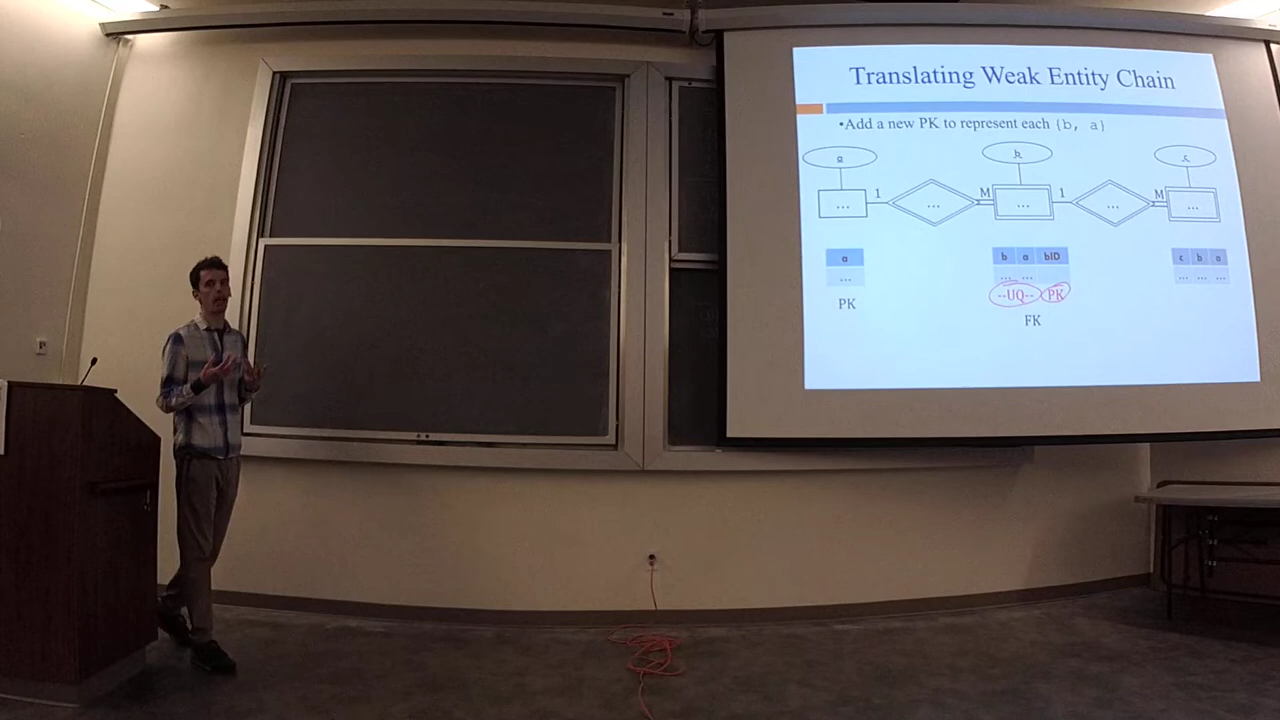 Translating Weak Entity Chain
•Add a new PK to represent each {b, a}
a b c
1 M 1 M
... ... ... ... ...
a b a bID c b a
... ... ... ... ... ...
PK --UQ-- PK
FK